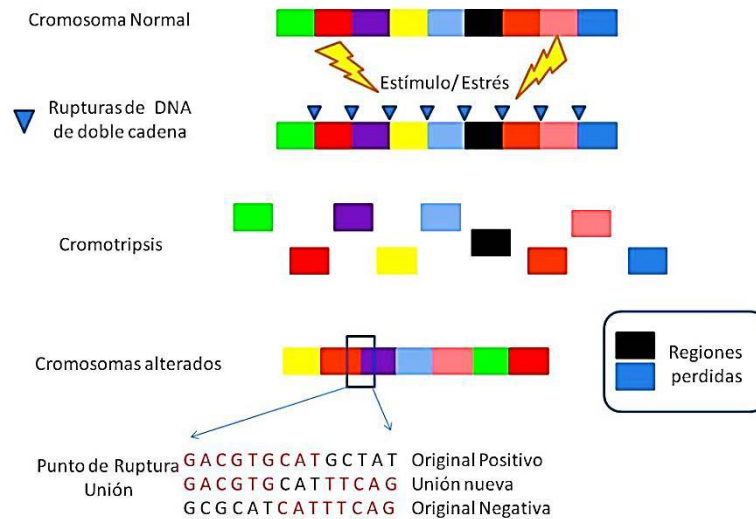 Cromosoma Normal
Estímulo/ Estrés
Rupturas de DNA
de doble cadena
Cromotripsis
Cromosomas alterados
Regiones
perdidas
Punto de Ruptura
Unión
GACGTGCATGCTAT Original Positivo
GACGTGCATTTCAG Unión nueva
GCGCATCATTTCAG Original Negativa